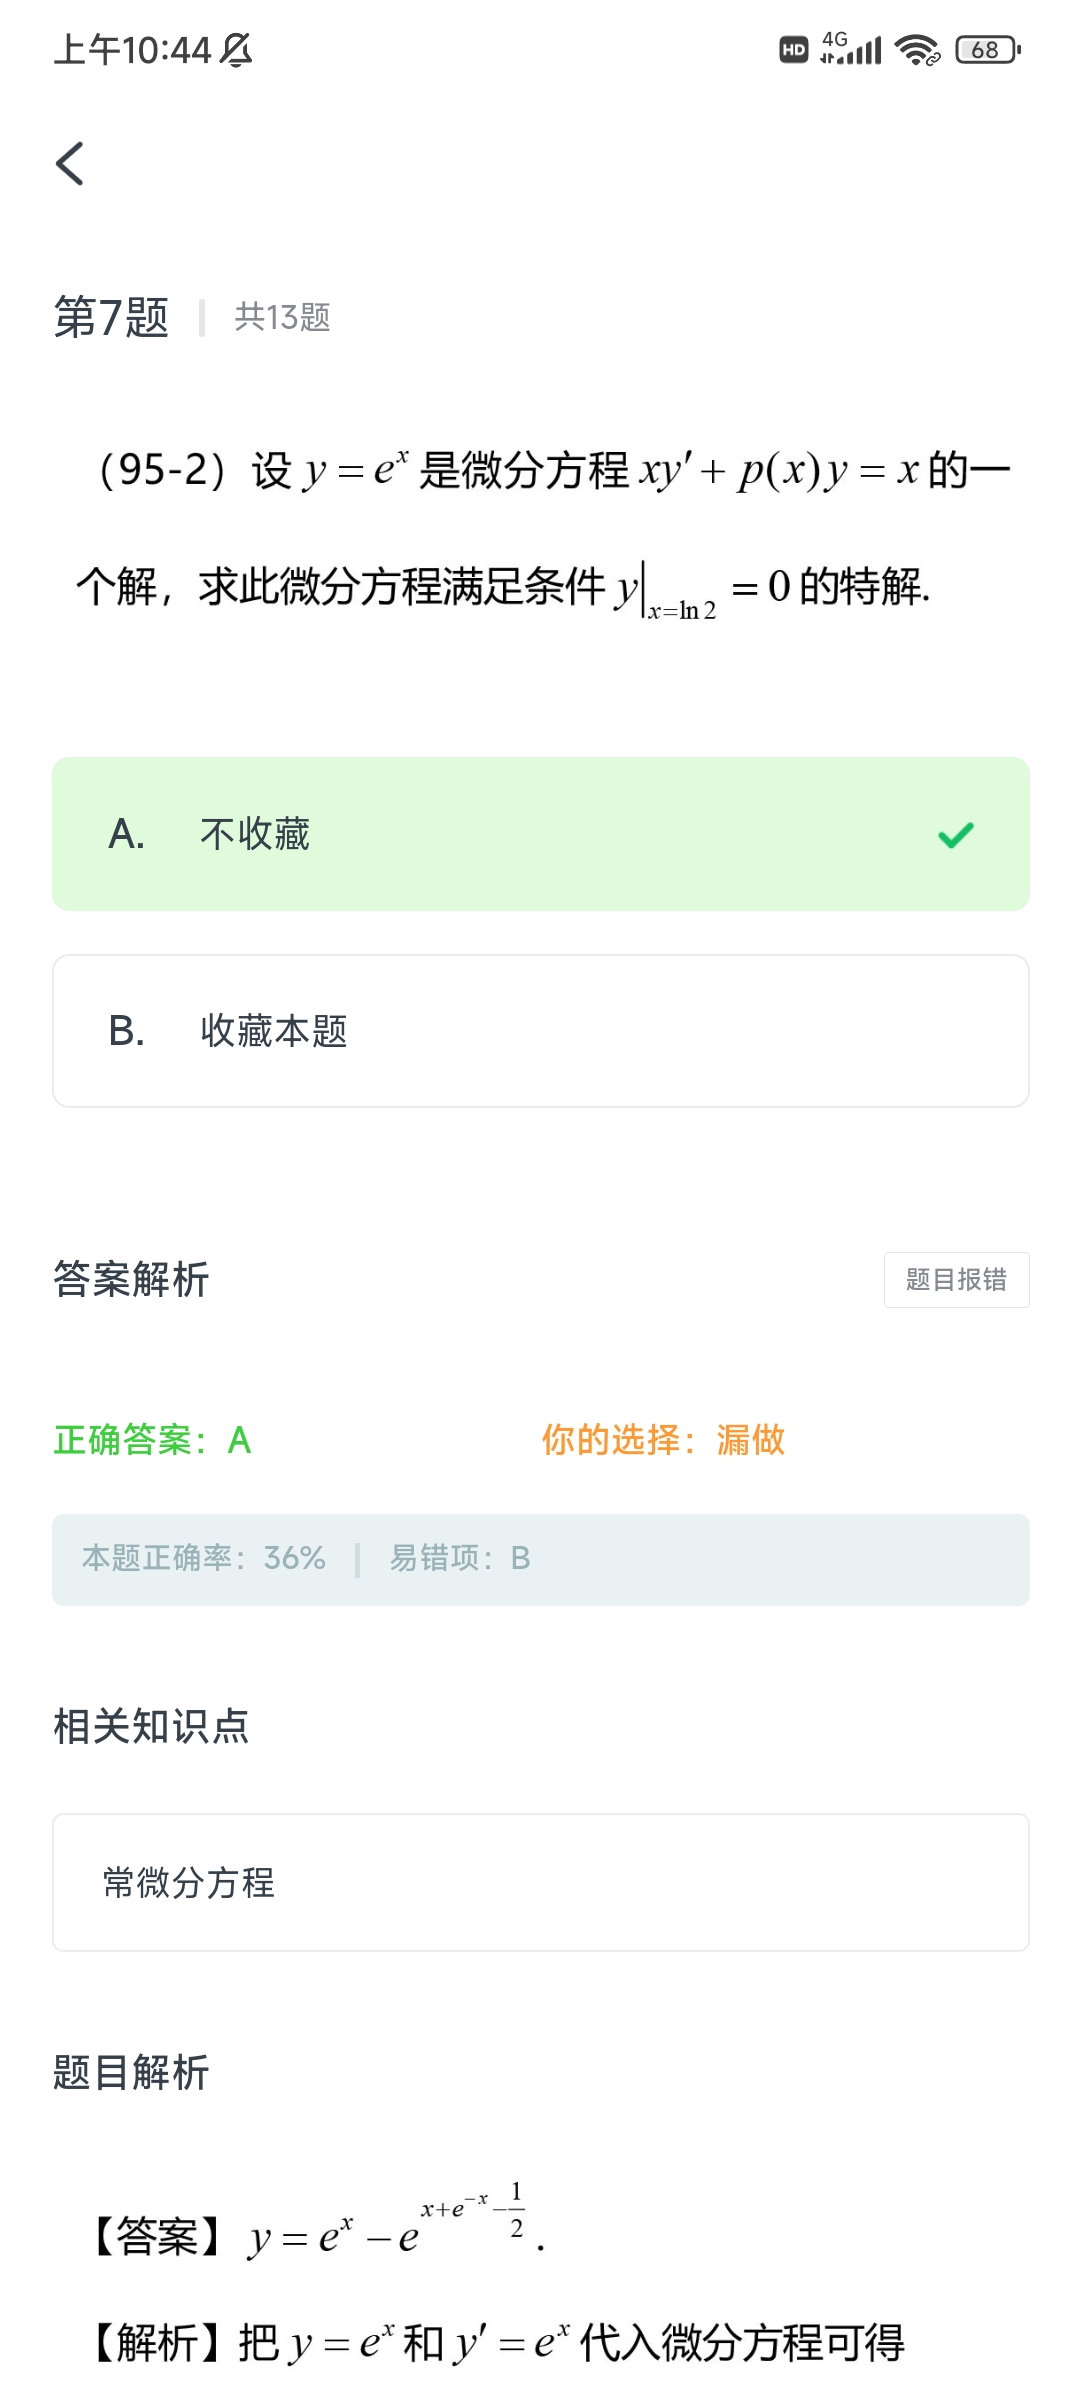 上午10:44 HD 4G 68
第7题 共13题
（95-2）设 y = e^x 是微分方程 xy′ + p(x)y = x 的一
个解，求此微分方程满足条件 y|_{x=ln2} = 0 的特解.
A. 不收藏
B. 收藏本题
答案解析 题目报错
正确答案：A 你的选择：漏做
本题正确率：36% 易错项：B
相关知识点
常微分方程
题目解析
【答案】y = e^x − e^{x+e^{−x}−\frac{1}{2}}.
【解析】把 y = e^x 和 y′ = e^x 代入微分方程可得